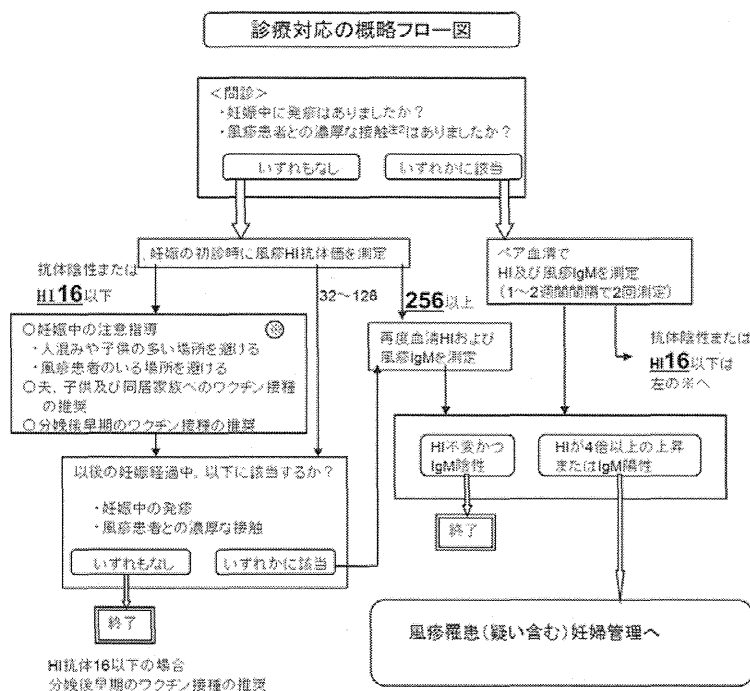 診療対応の概略フロー図
＜問診＞
・妊娠中に発疹はありましたか？
・風疹患者との濃厚な接触注2はありましたか？
いずれもなし
いずれかに該当
妊娠の初診時に風疹HI抗体価を測定
ペア血清で
HI及び風疹IgMを測定
（1～2週間間隔で2回測定）
抗体陰性または
HI16以下
32～128
256以上
○妊娠中の注意指導 ※
・人混みや子供の多い場所を避ける
・風疹患者のいる場所を避ける
○夫、子供及び同居家族へのワクチン接種
の推奨
○分娩後早期のワクチン接種の推奨
再度血清HIおよび
風疹IgMを測定
抗体陰性または
HI16以下は
左の※へ
HI不変かつ
IgM陰性
HIが4倍以上の上昇
またはIgM陽性
以後の妊娠経過中、以下に該当するか？
・妊娠中の発疹
・風疹患者との濃厚な接触
いずれもなし
いずれかに該当
終了
終了
風疹罹患（疑い含む）妊婦管理へ
HI抗体16以下の場合
分娩後早期のワクチン接種の推奨